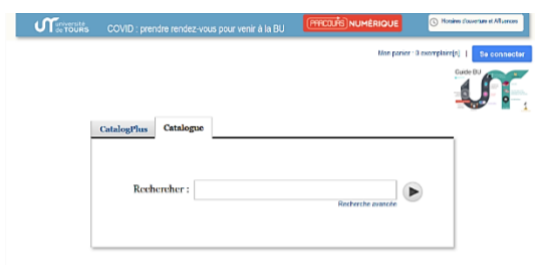 université
de TOURS
COVID : prendre rendez-vous pour venir à la BU
PARCOURS NUMÉRIQUE
Horaires d'ouverture et Affluences
Mon panier : 0 exemplaire(s) | Se connecter
Guide BU
CatalogPlus Catalogue
Rechercher :
Recherche avancée